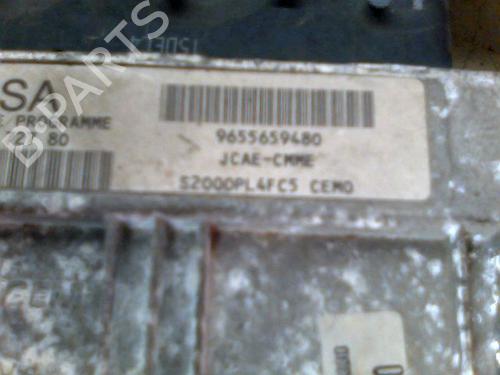 B-PARTS
SA
PROGRAMME
80
9655659480
JCAE-CMME
S2000PL4FC5 CEMO